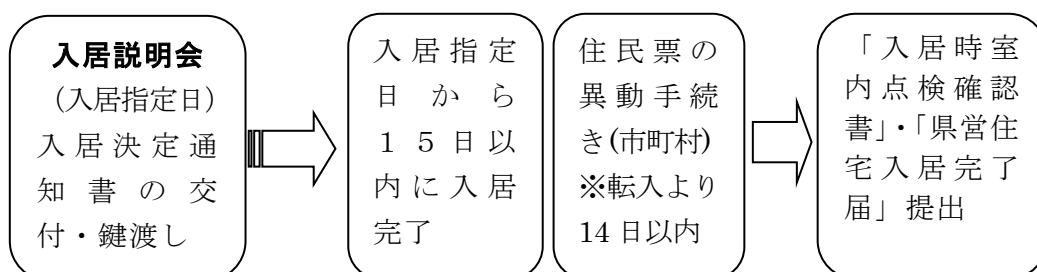 入居説明会
（入居指定日）
入居決定通
知書の交
付・鍵渡し
入居指定
日から
１５日以
内に入居
完了
住民票の
異動手続
き(市町村)
※転入より
14日以内
「入居時室
内点検確認
書」・「県営住
宅入居完了
届」提出